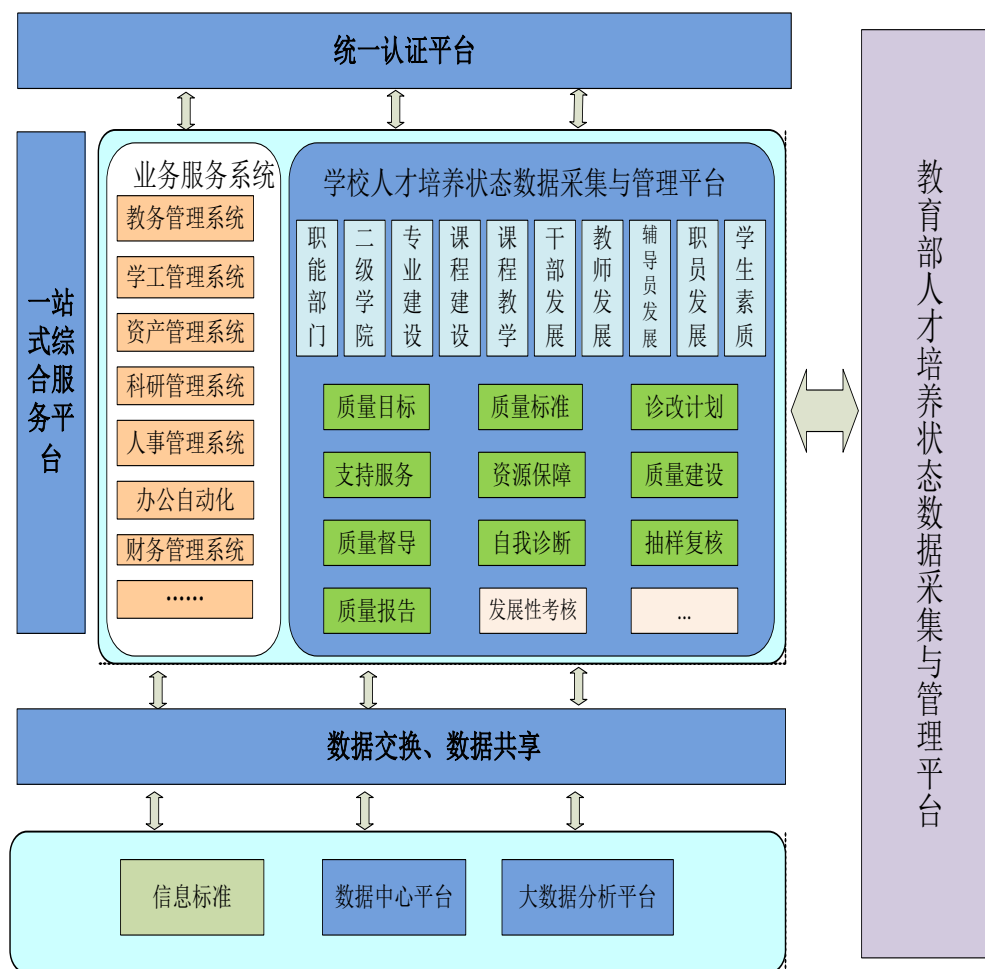 统一认证平台
一站
式综
合服
务平
台
业务服务系统
教务管理系统
学工管理系统
资产管理系统
科研管理系统
人事管理系统
办公自动化
财务管理系统
······
学校人才培养状态数据采集与管理平台
职能部门
二级学院
专业建设
课程建设
课程教学
干部发展
教师发展
辅导员发展
职员发展
学生素质
质量目标
质量标准
诊改计划
支持服务
资源保障
质量建设
质量督导
自我诊断
抽样复核
质量报告
发展性考核
...
教育部人才培养状态数据采集与管理平台
数据交换、数据共享
信息标准
数据中心平台
大数据分析平台